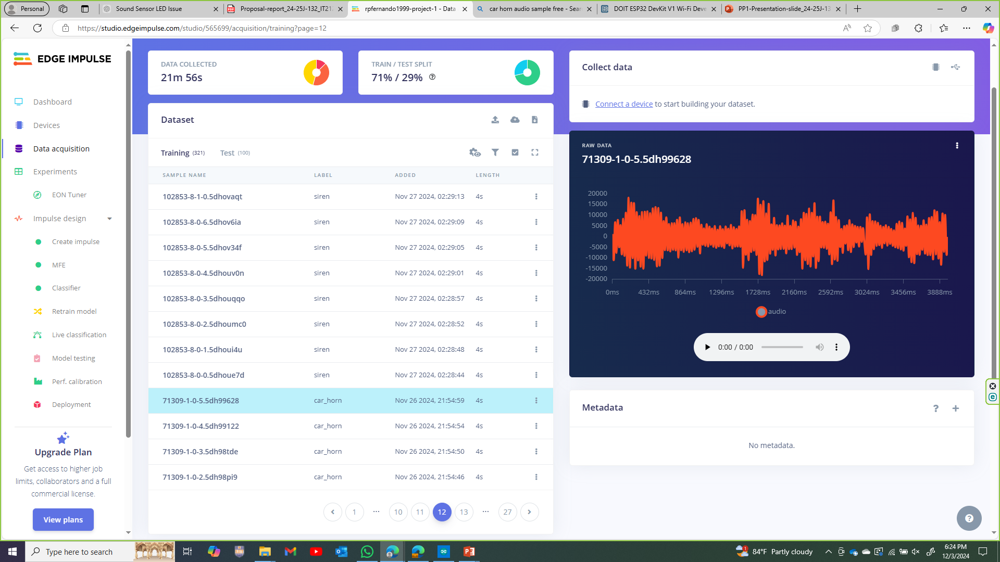 Personal
Sound Sensor LED Issue
Proposal-report_24-25J-132_IT21
rpfernando1999-project-1 - Data
car horn audio sample free - Sear
DOIT ESP32 DevKit V1 Wi-Fi Deve
PP1-Presentation-slide_24-25J-13
https://studio.edgeimpulse.com/studio/565699/acquisition/training?page=12
EDGE IMPULSE
Dashboard
Devices
Data acquisition
Experiments
EON Tuner
Impulse design
Create impulse
MFE
Classifier
Retrain model
Live classification
Model testing
Perf. calibration
Deployment
Upgrade Plan
Get access to higher job
limits, collaborators and a full
commercial license.
View plans
DATA COLLECTED
21m 56s
TRAIN / TEST SPLIT
71% / 29%
Dataset
Training (321) Test (100)
SAMPLE NAME LABEL ADDED LENGTH
102853-8-1-0.5dhovaqt siren Nov 27 2024, 02:29:13 4s
102853-8-0-6.5dhov6ia siren Nov 27 2024, 02:29:09 4s
102853-8-0-5.5dhov34f siren Nov 27 2024, 02:29:05 4s
102853-8-0-4.5dhouv0n siren Nov 27 2024, 02:29:01 4s
102853-8-0-3.5dhouqqo siren Nov 27 2024, 02:28:57 4s
102853-8-0-2.5dhoumc0 siren Nov 27 2024, 02:28:52 4s
102853-8-0-1.5dhoui4u siren Nov 27 2024, 02:28:48 4s
102853-8-0-0.5dhoue7d siren Nov 27 2024, 02:28:44 4s
71309-1-0-5.5dh99628 car_horn Nov 26 2024, 21:54:59 4s
71309-1-0-4.5dh99122 car_horn Nov 26 2024, 21:54:54 4s
71309-1-0-3.5dh98tde car_horn Nov 26 2024, 21:54:50 4s
71309-1-0-2.5dh98pi9 car_horn Nov 26 2024, 21:54:46 4s
1 ... 10 11 12 13 ... 27
Collect data
Connect a device to start building your dataset.
RAW DATA
71309-1-0-5.5dh99628
20000
15000
10000
5000
0
-5000
-10000
-15000
-20000
0ms 432ms 864ms 1296ms 1728ms 2160ms 2592ms 3024ms 3456ms 3888ms
audio
0:00 / 0:00
Metadata
No metadata.
Type here to search
84°F Partly cloudy
6:24 PM
12/3/2024